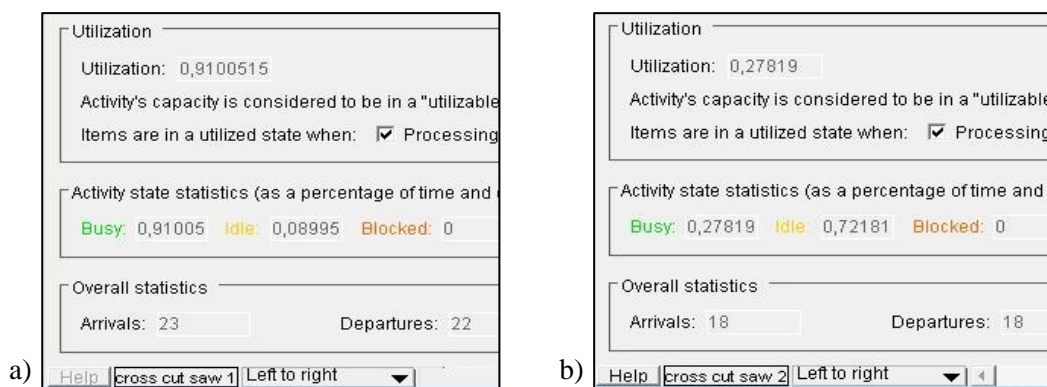 Utilization
Utilization: 0,9100515
Activity's capacity is considered to be in a "utilizable
Items are in a utilized state when: Processing
Activity state statistics (as a percentage of time and
Busy: 0,91005 Idle: 0,08995 Blocked: 0
Overall statistics
Arrivals: 23 Departures: 22
a) Help cross cut saw 1 Left to right
Utilization
Utilization: 0,27819
Activity's capacity is considered to be in a "utilizable
Items are in a utilized state when: Processing
Activity state statistics (as a percentage of time and
Busy: 0,27819 Idle: 0,72181 Blocked: 0
Overall statistics
Arrivals: 18 Departures: 18
b) Help cross cut saw 2 Left to right